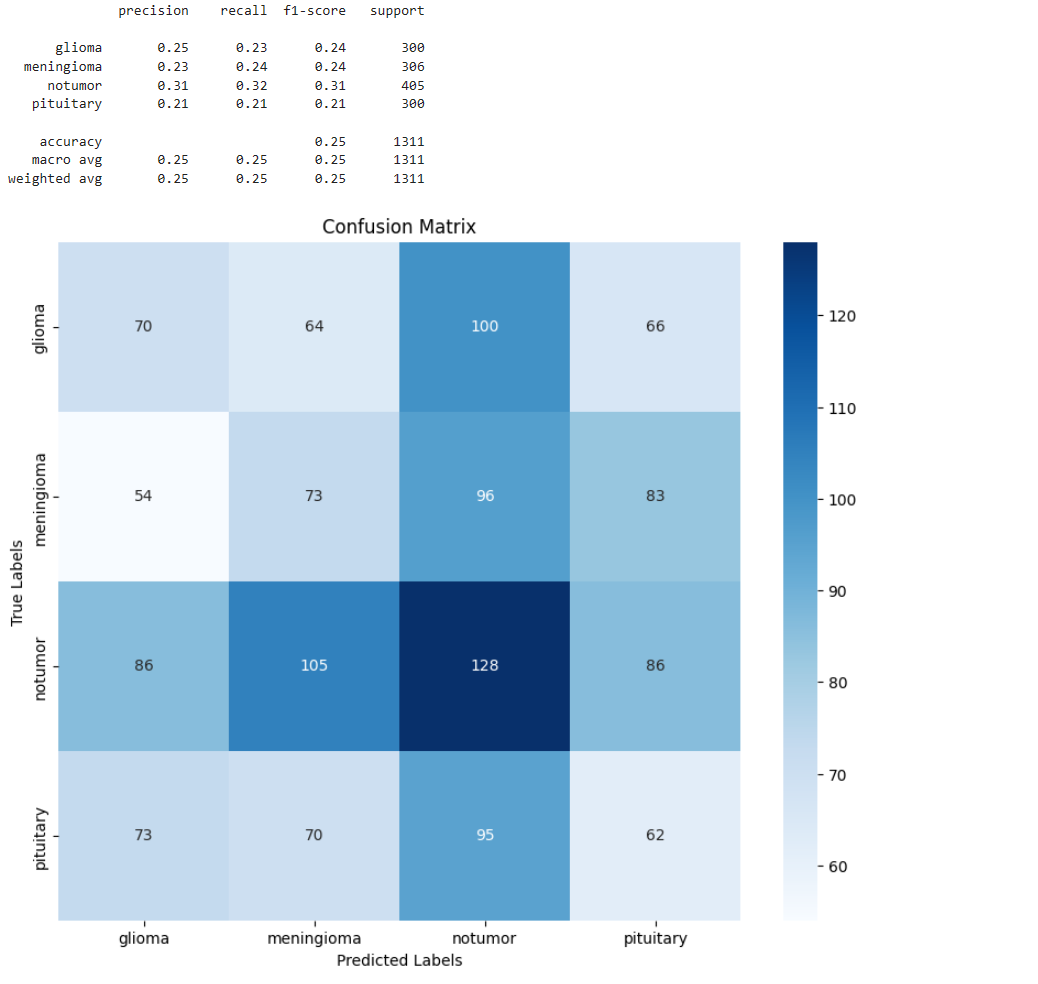 precision recall f1-score support
glioma 0.25 0.23 0.24 300
meningioma 0.23 0.24 0.24 306
notumor 0.31 0.32 0.31 405
pituitary 0.21 0.21 0.21 300
accuracy 0.25 1311
macro avg 0.25 0.25 0.25 1311
weighted avg 0.25 0.25 0.25 1311
Confusion Matrix
glioma 70 64 100 66
meningioma 54 73 96 83
notumor 86 105 128 86
pituitary 73 70 95 62
True Labels
glioma meningioma notumor pituitary
Predicted Labels
120
110
100
90
80
70
60